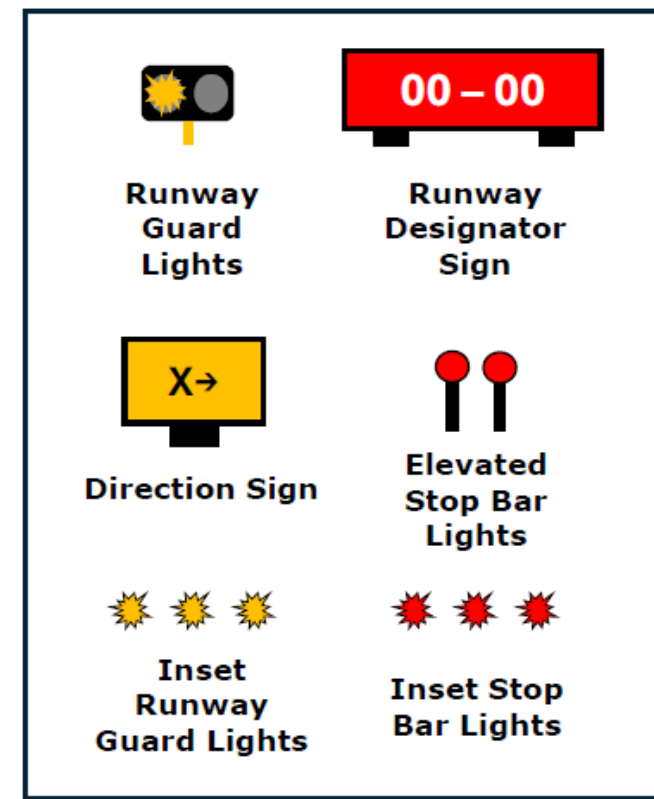 00 – 00
Runway
Guard
Lights
Runway
Designator
Sign
X→
Direction Sign
Elevated
Stop Bar
Lights
Inset
Runway
Guard Lights
Inset Stop
Bar Lights